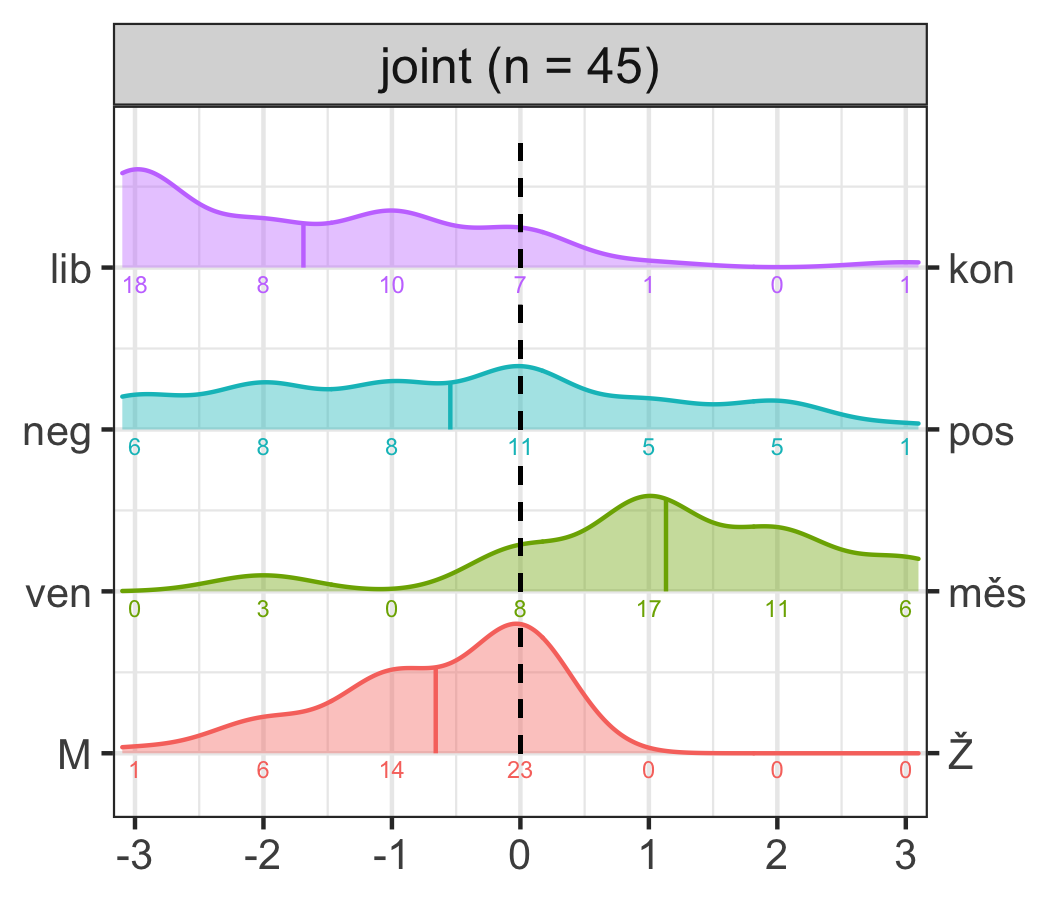 joint (n = 45)
lib kon
18 8 10 7 1 0 1
neg pos
6 8 8 11 5 5 1
ven měs
0 3 0 8 17 11 6
M Ž
1 6 14 23 0 0 0
-3 -2 -1 0 1 2 3